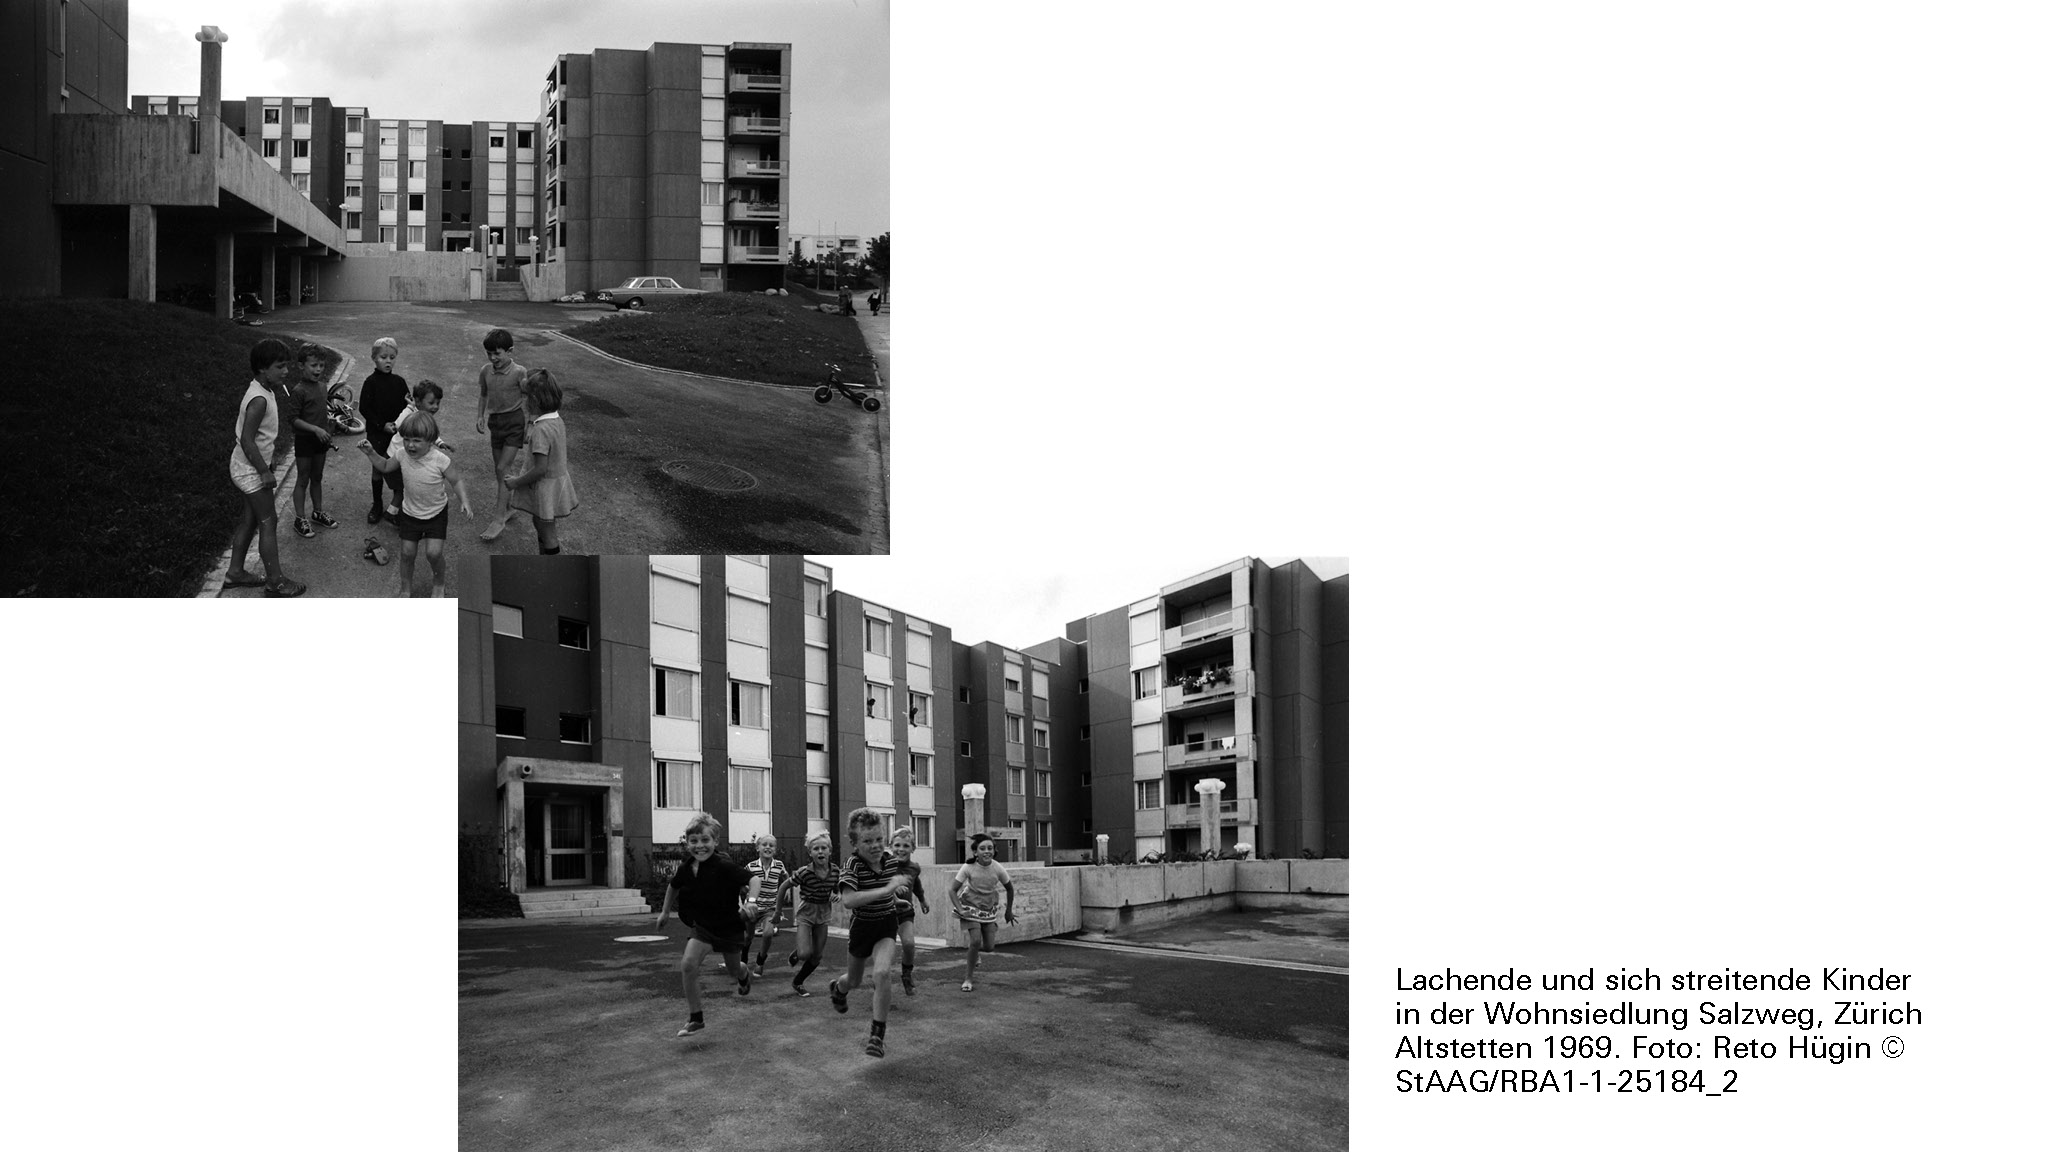 Lachende und sich streitende Kinder
in der Wohnsiedlung Salzweg, Zürich
Altstetten 1969. Foto: Reto Hügin ©
StAAG/RBA1-1-25184_2